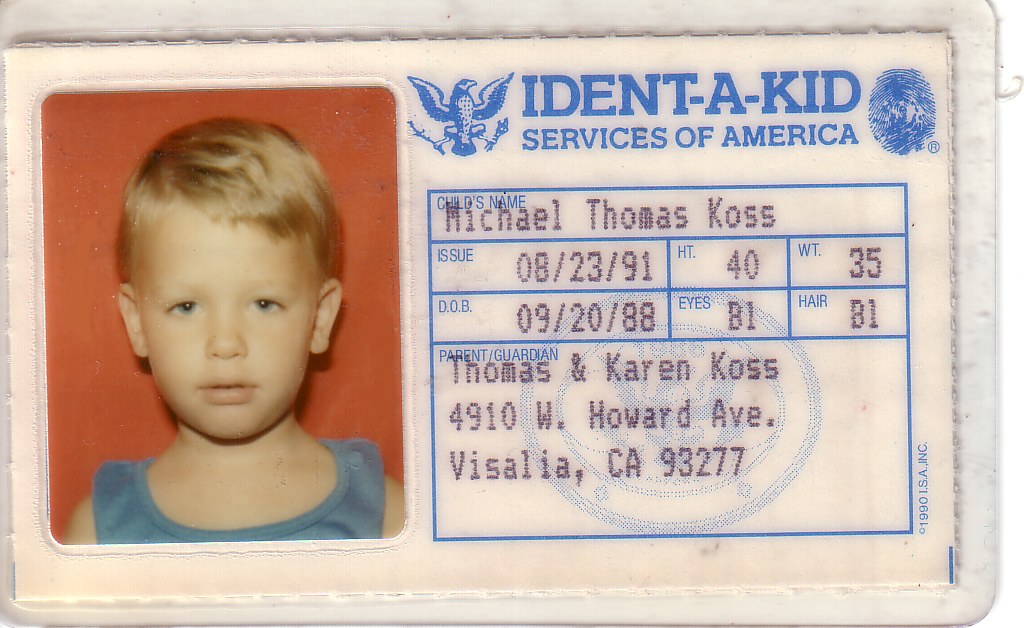 IDENT-A-KID
SERVICES OF AMERICA
®
CHILD'S NAME
Michael Thomas Koss
ISSUE 08/23/91 HT. 40 WT. 35
D.O.B. 09/20/88 EYES Bl HAIR Bl
PARENT/GUARDIAN
Thomas & Karen Koss
4910 W. Howard Ave.
Visalia, CA 93277
©1990 I.S.A. INC.